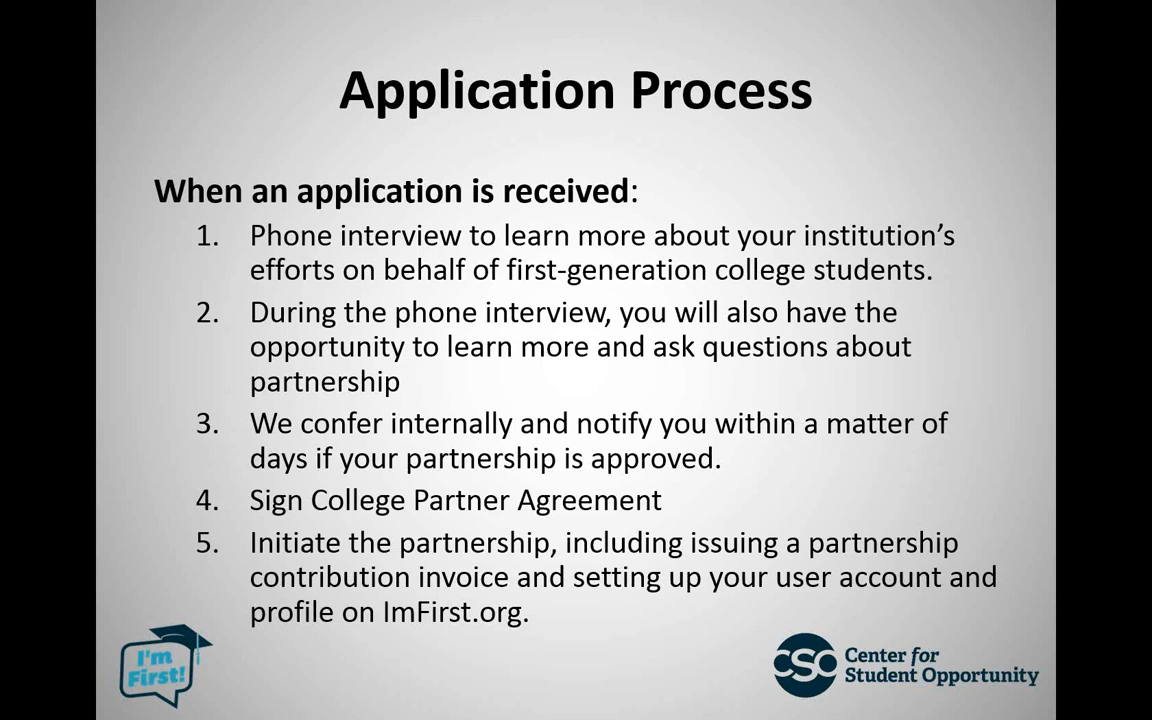 Application Process
When an application is received:
1. Phone interview to learn more about your institution’s
efforts on behalf of first-generation college students.
2. During the phone interview, you will also have the
opportunity to learn more and ask questions about
partnership
3. We confer internally and notify you within a matter of
days if your partnership is approved.
4. Sign College Partner Agreement
5. Initiate the partnership, including issuing a partnership
contribution invoice and setting up your user account and
profile on ImFirst.org.
I'm
First!
CSO
Center for
Student Opportunity